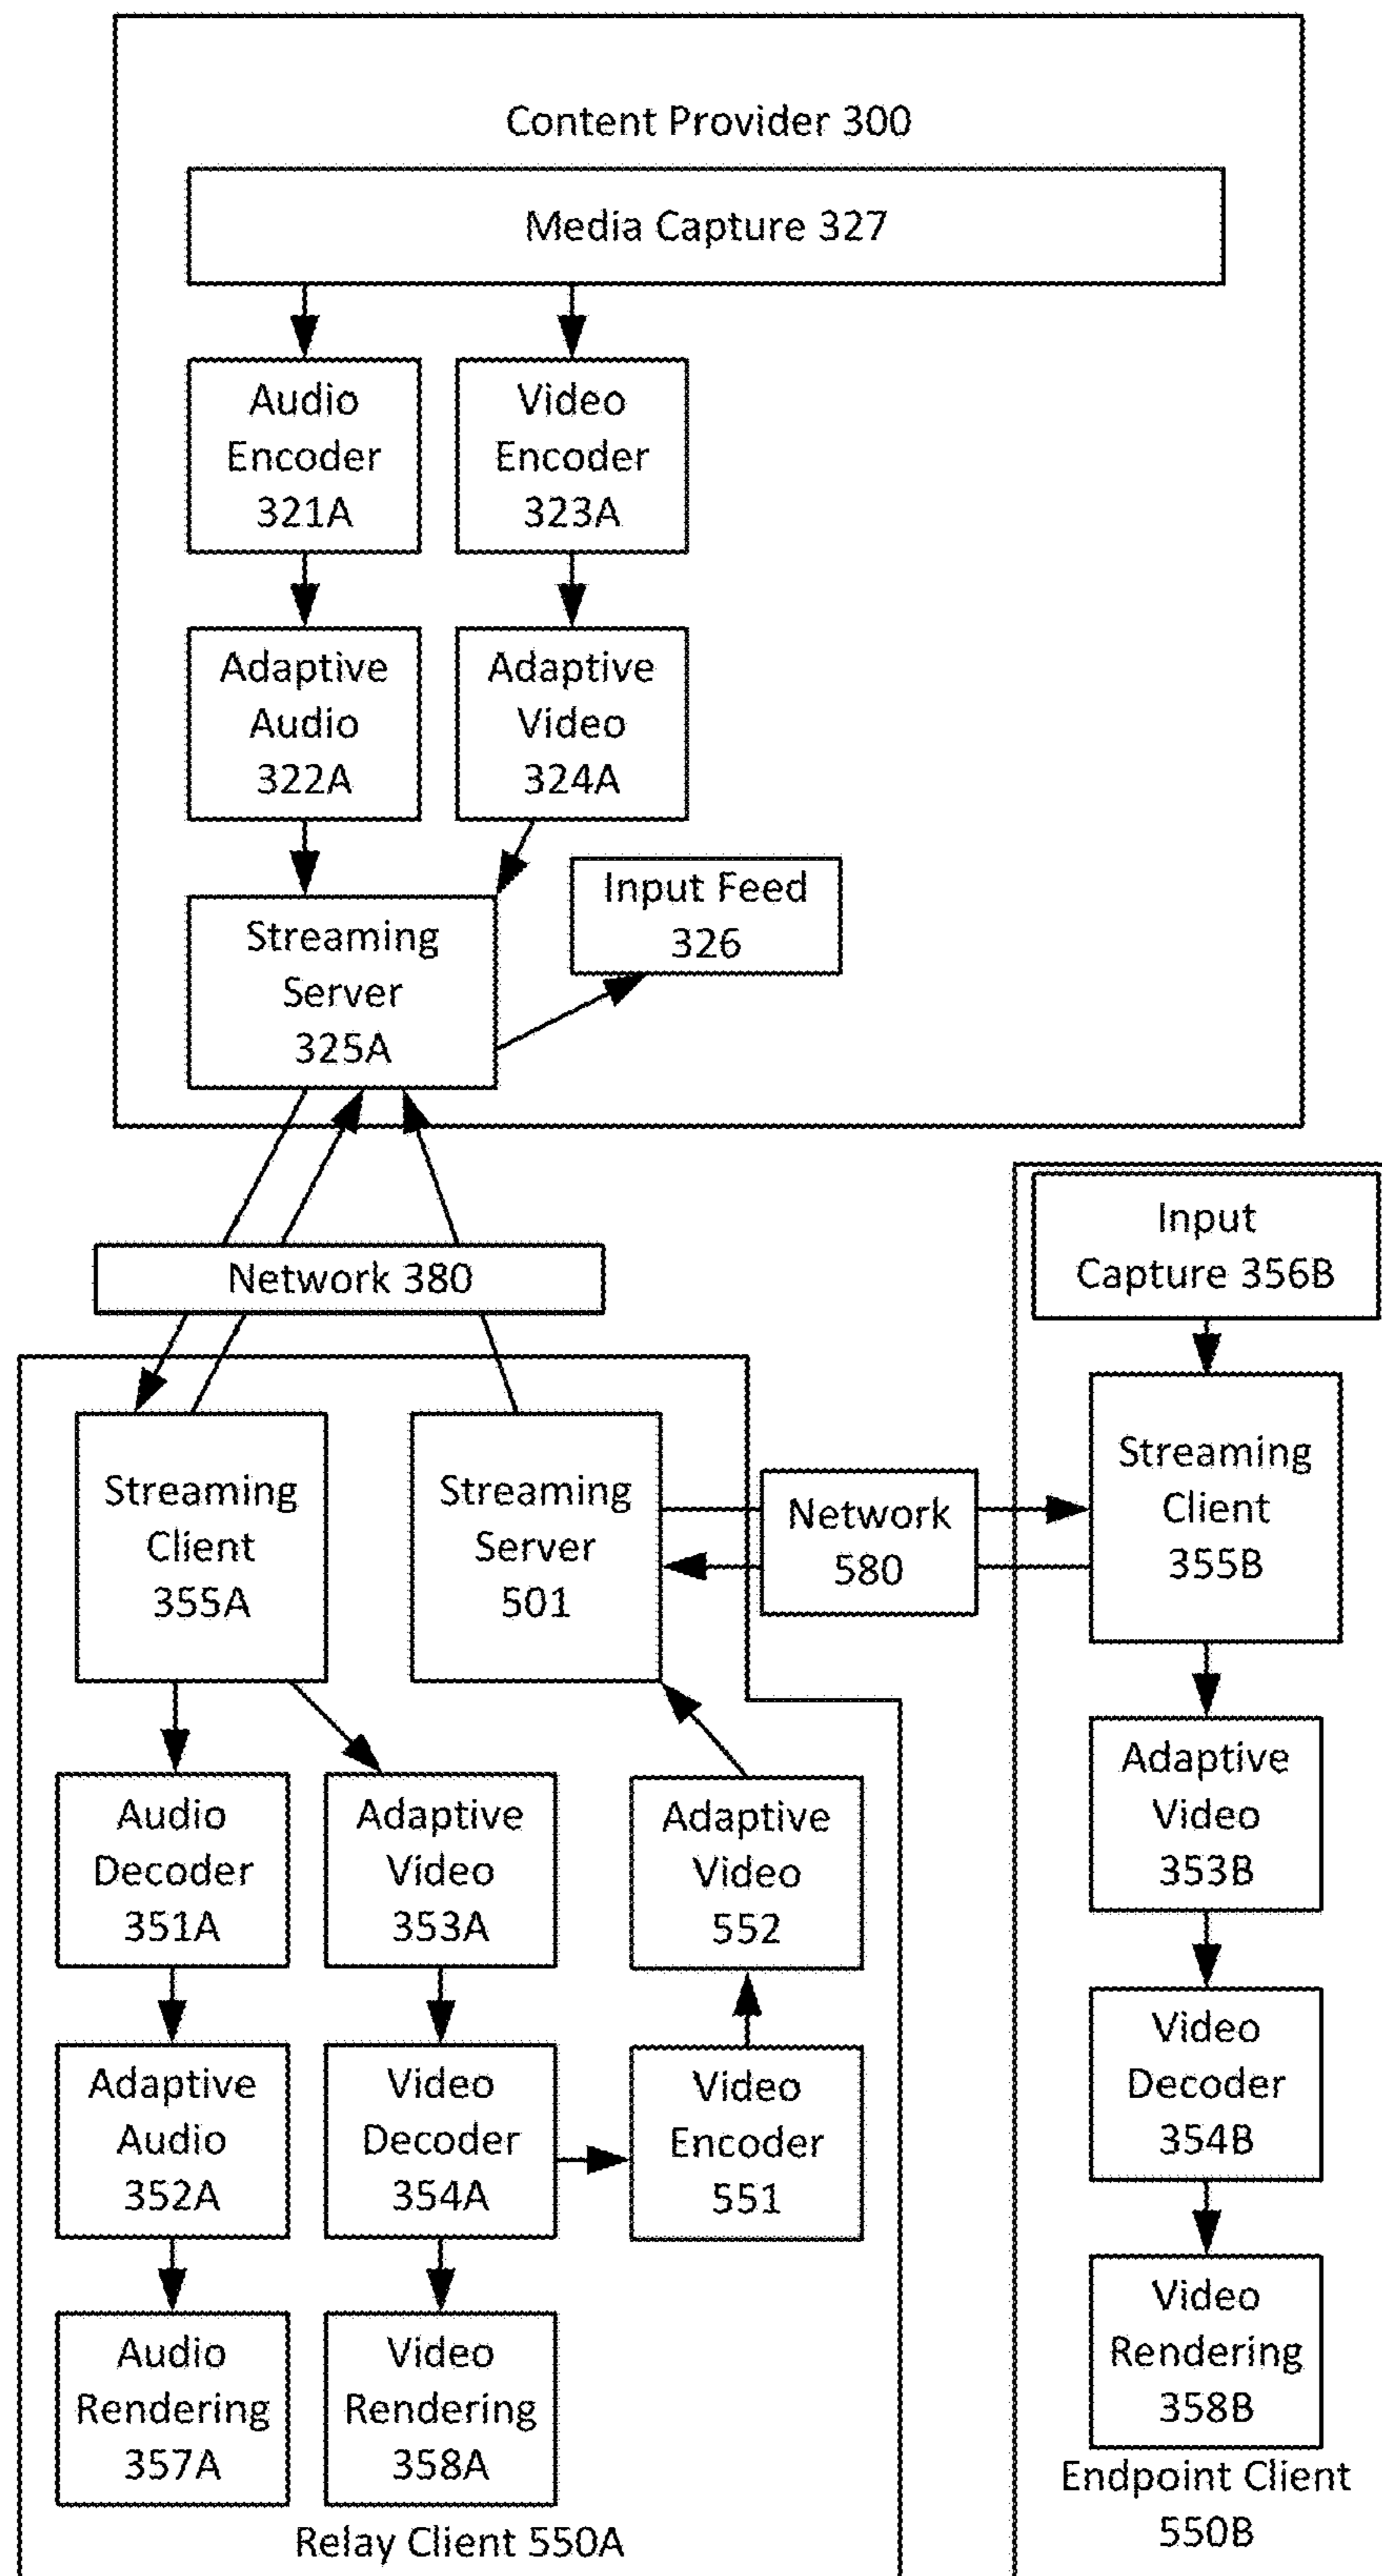 Content Provider 300
Media Capture 327
Audio
Encoder
321A
Video
Encoder
323A
Adaptive
Audio
322A
Adaptive
Video
324A
Input Feed
326
Streaming
Server
325A
Network 380
Input
Capture 356B
Streaming
Client
355A
Streaming
Server
501
Network
580
Streaming
Client
355B
Audio
Decoder
351A
Adaptive
Video
353A
Adaptive
Video
552
Adaptive
Video
353B
Adaptive
Audio
352A
Video
Decoder
354A
Video
Encoder
551
Video
Decoder
354B
Audio
Rendering
357A
Video
Rendering
358A
Video
Rendering
358B
Relay Client 550A
Endpoint Client
550B